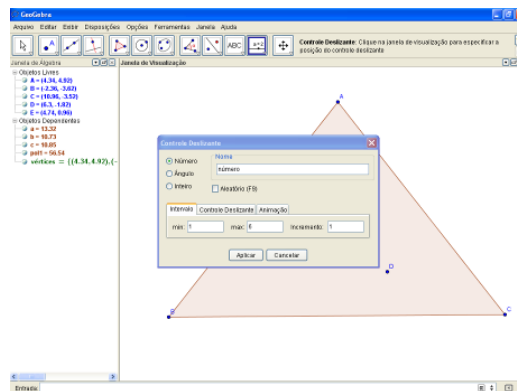 GeoGebra
Arquivo Editar Exibir Disposições Opções Ferramentas Janela Ajuda
ABC
a=2
Controle Deslizante: Clique na janela de visualização para especificar a posição do controle deslizante
Janela de Álgebra
Janela de Visualização
Objetos Livres
A = (4.34, 4.92)
B = (-2.36, -3.62)
C = (10.96, -3.52)
D = (6.3, -1.82)
E = (4.74, 0.96)
Objetos Dependentes
a = 13.32
b = 10.73
c = 10.85
pol1 = 56.54
vértices = {(4.34, 4.92), (-
A
B
C
D
Controle Deslizante
Número
Ângulo
Inteiro
Nome
número
Aleatório (F9)
Intervalo Controle Deslizante Animação
min: 1 max: 6 Incremento: 1
Aplicar Cancelar
Entrada: